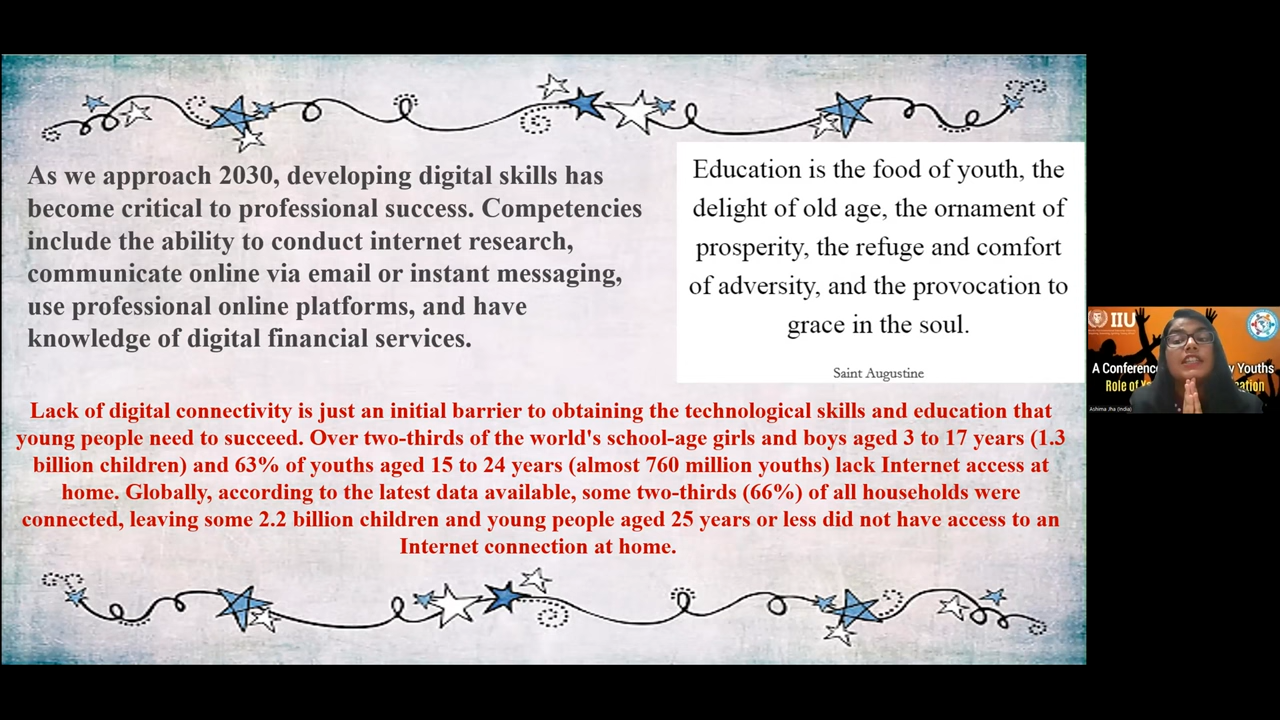 As we approach 2030, developing digital skills has
become critical to professional success. Competencies
include the ability to conduct internet research,
communicate online via email or instant messaging,
use professional online platforms, and have
knowledge of digital financial services.
Education is the food of youth, the
delight of old age, the ornament of
prosperity, the refuge and comfort
of adversity, and the provocation to
grace in the soul.
Saint Augustine
Lack of digital connectivity is just an initial barrier to obtaining the technological skills and education that
young people need to succeed. Over two-thirds of the world's school-age girls and boys aged 3 to 17 years (1.3
billion children) and 63% of youths aged 15 to 24 years (almost 760 million youths) lack Internet access at
home. Globally, according to the latest data available, some two-thirds (66%) of all households were
connected, leaving some 2.2 billion children and young people aged 25 years or less did not have access to an
Internet connection at home.
IIU
A Conference Youths
Role of
Ashima Jha (India)